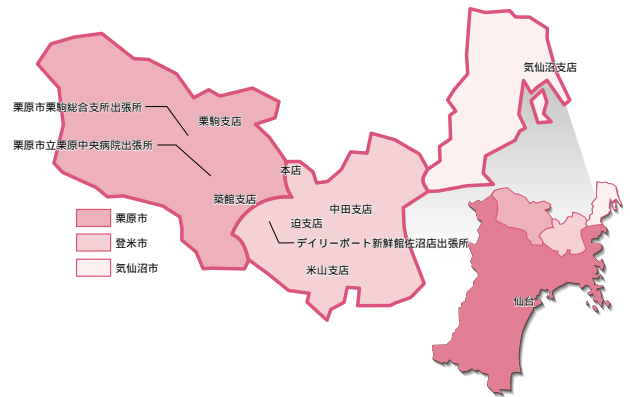 気仙沼支店
栗原市栗駒総合支所出張所
栗駒支店
栗原市立栗原中央病院出張所
本店
築館支店
中田支店
迫支店
デイリーポート新鮮館佐沼店出張所
米山支店
栗原市
登米市
気仙沼市
仙台